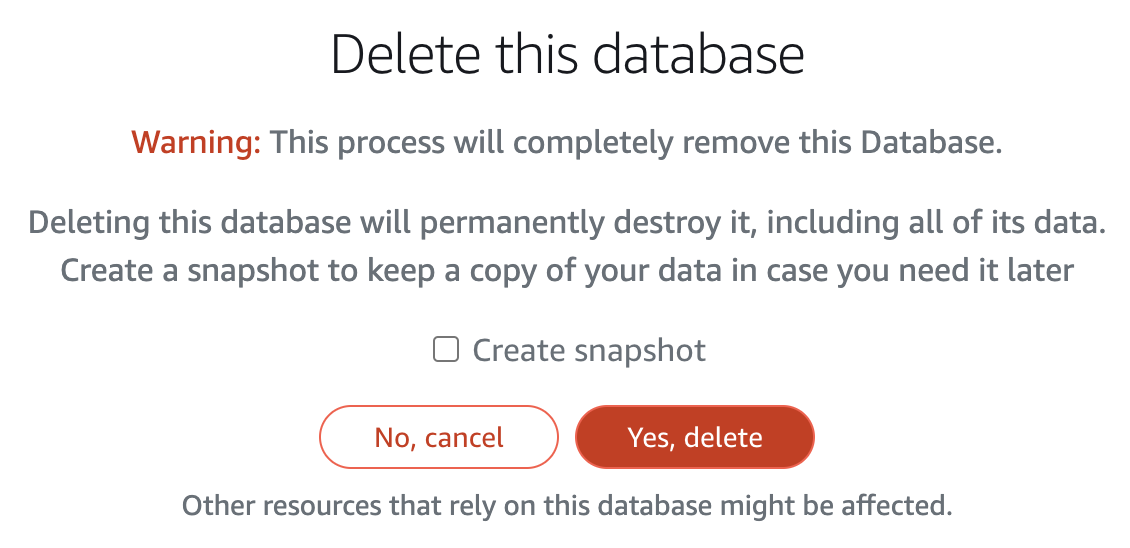 Delete this database
Warning: This process will completely remove this Database.
Deleting this database will permanently destroy it, including all of its data.
Create a snapshot to keep a copy of your data in case you need it later
Create snapshot
No, cancel
Yes, delete
Other resources that rely on this database might be affected.